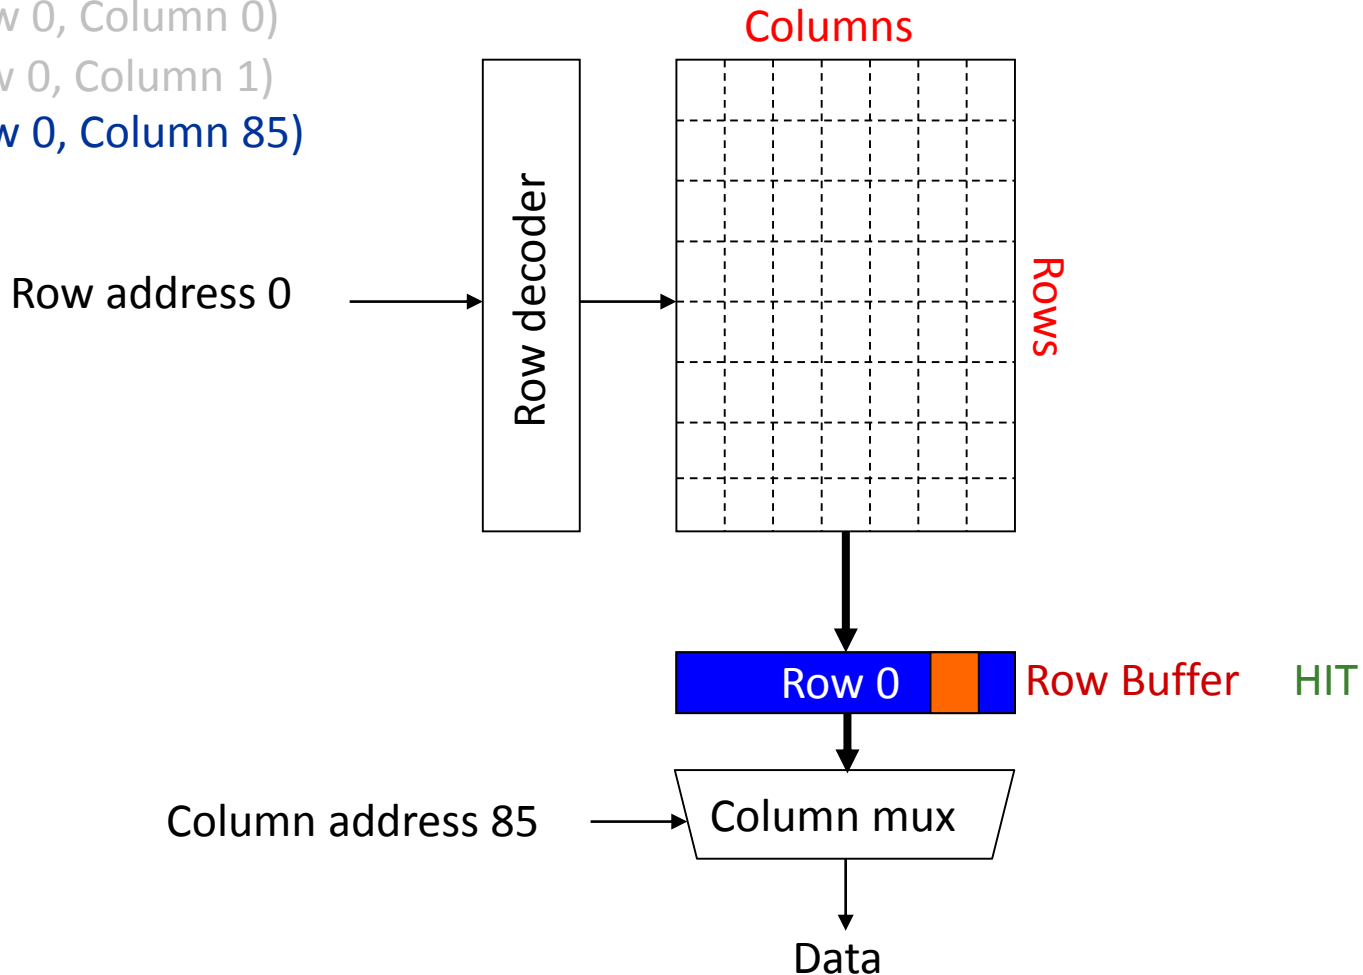 w 0, Column 0)
w 0, Column 1)
w 0, Column 85)
Columns
Row decoder
Row address 0
Rows
Row 0
Row Buffer
HIT
Column address 85
Column mux
Data